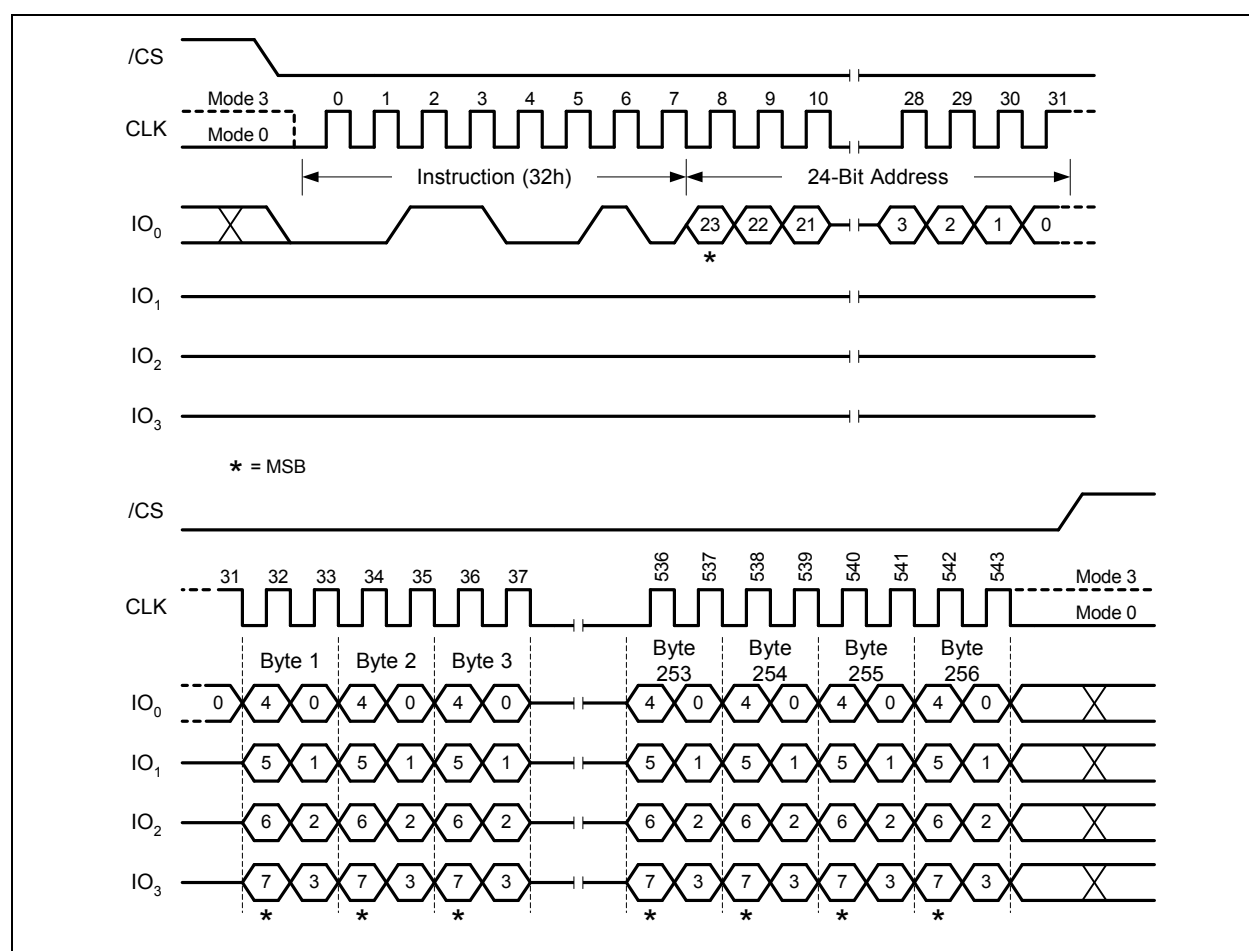 /CS
Mode 3 0 1 2 3 4 5 6 7 8 9 10 28 29 30 31
CLK
Mode 0
Instruction (32h) 24-Bit Address
IO0 23 22 21 3 2 1 0
*
IO1
IO2
IO3
* = MSB
/CS
31 32 33 34 35 36 37 536 537 538 539 540 541 542 543 Mode 3
CLK
Mode 0
Byte 1 Byte 2 Byte 3 Byte 253 Byte 254 Byte 255 Byte 256
IO0 0 4 0 4 0 4 0 4 0 4 0 4 0 4 0
IO1 5 1 5 1 5 1 5 1 5 1 5 1 5 1
IO2 6 2 6 2 6 2 6 2 6 2 6 2 6 2
IO3 7 3 7 3 7 3 7 3 7 3 7 3 7 3
* * * * * * *